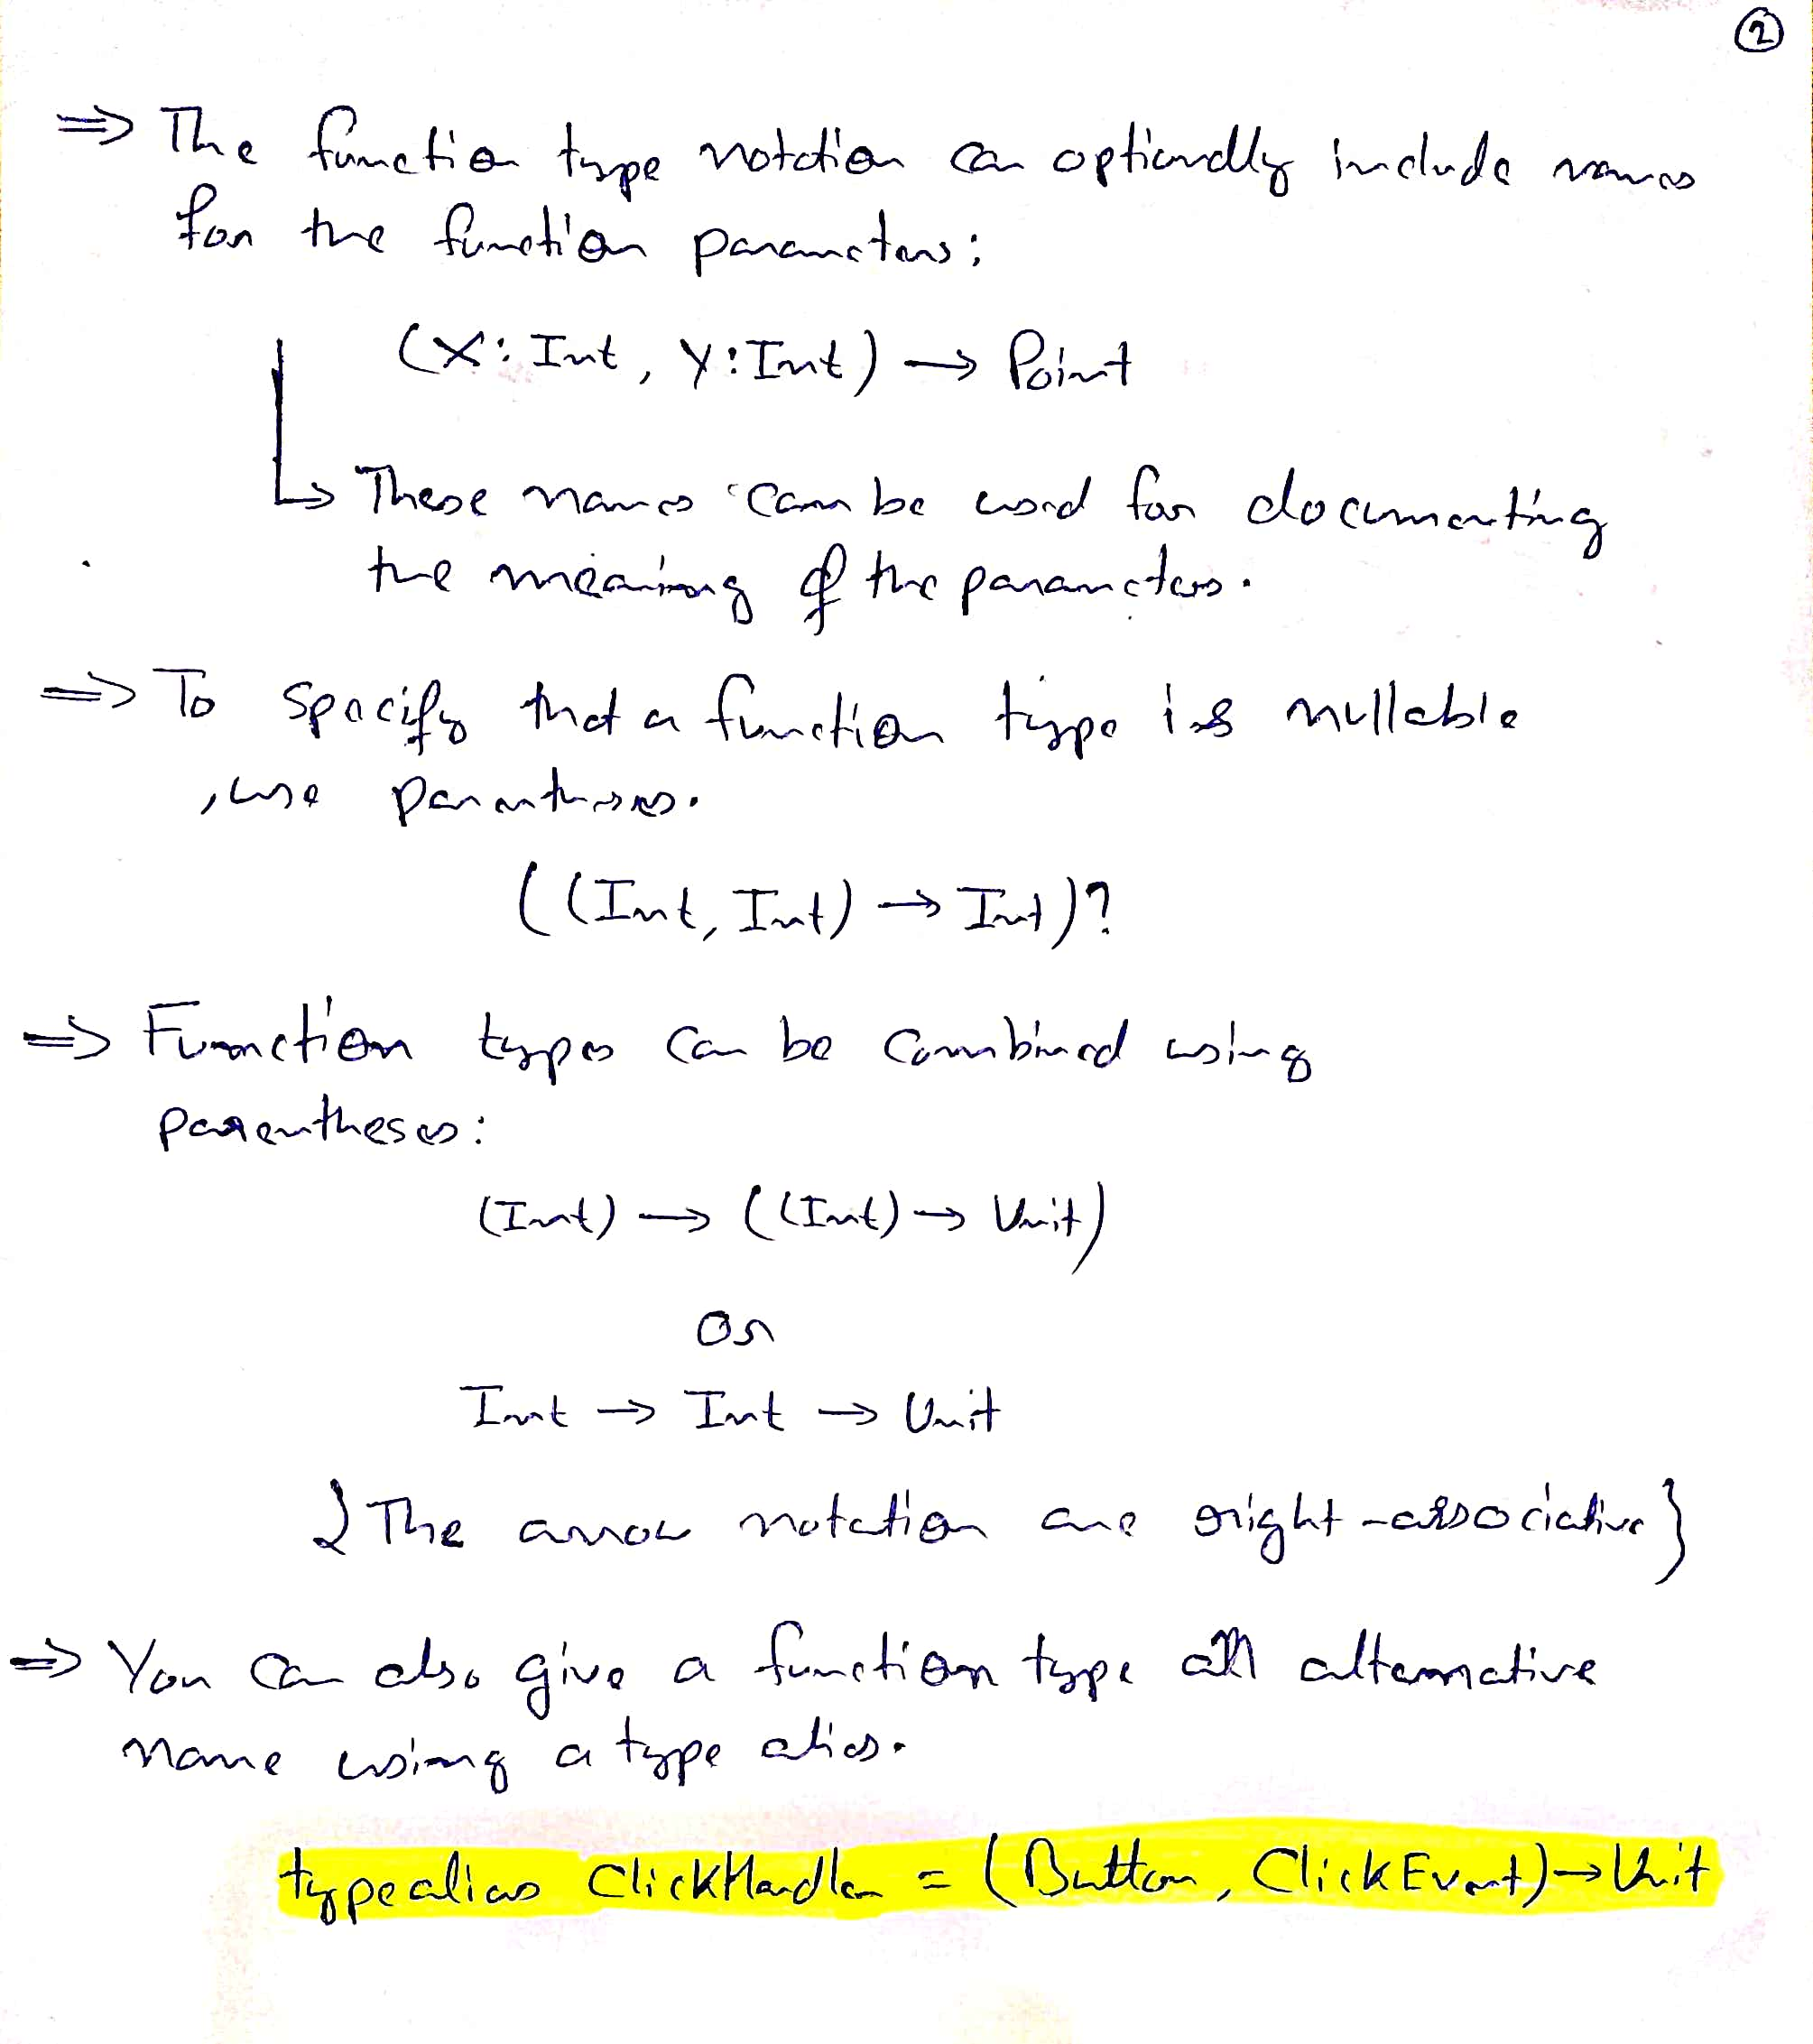 ②
⇒ The function type notation can optionally include names
for the function parameters:
(X: Int, Y: Int) → Point
↳ These names can be used for documenting
the meaning of the parameters.
⇒ To specify that a function type is nullable
, use parentheses.
((Int, Int) → Int)?
⇒ Function types can be combined using
parentheses:
(Int) → ((Int) → Unit)
or
Int → Int → Unit
{The arrow notation are right-associative}
⇒ You can also give a function type an alternative
name using a type alias.
typealias ClickHandler = (Button, ClickEvent) → Unit